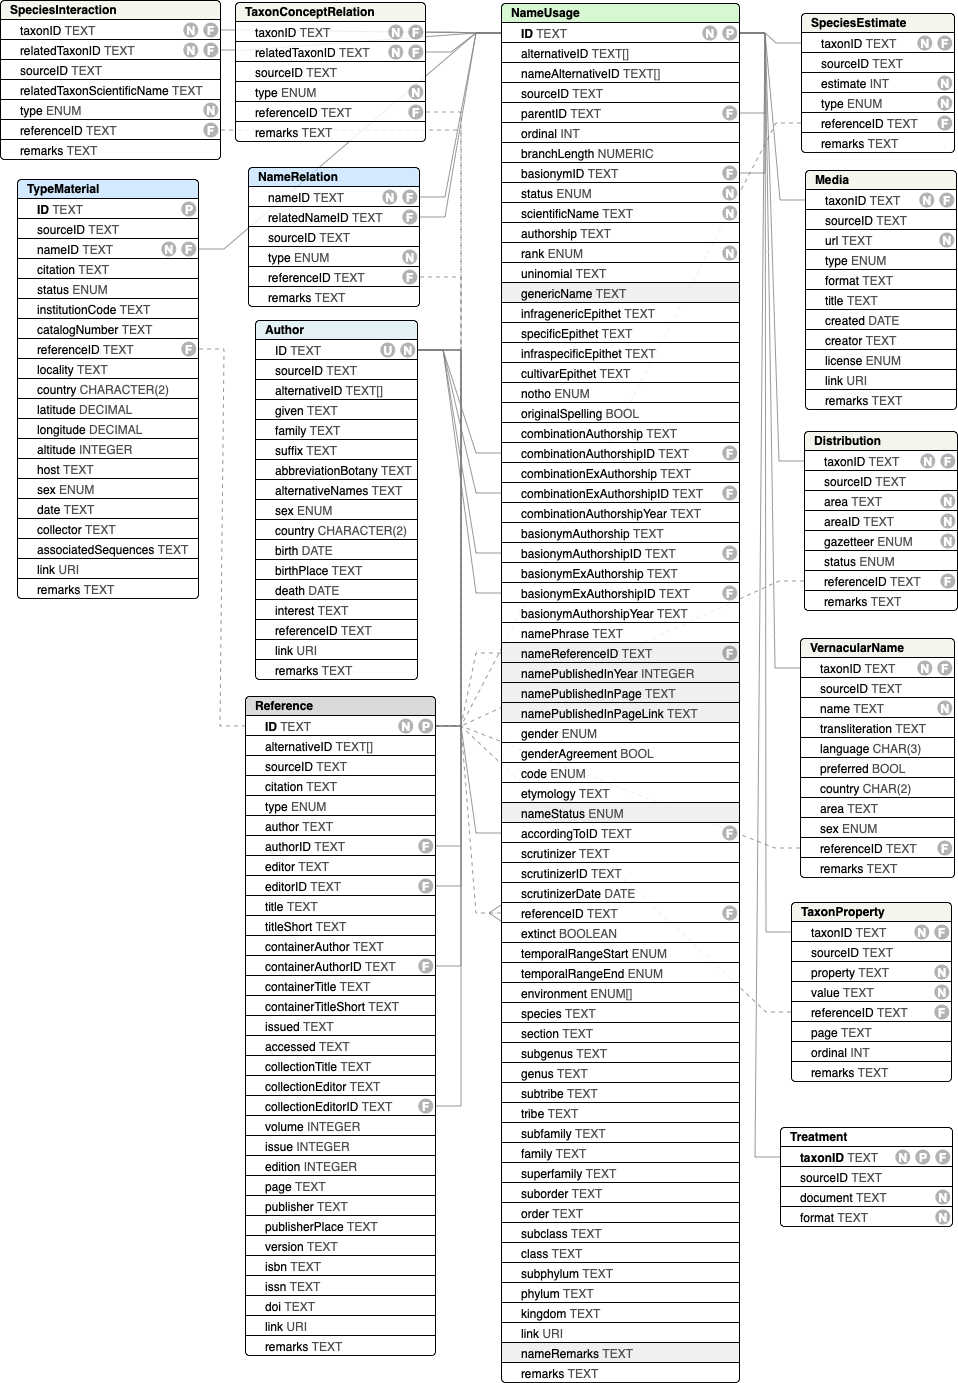 SpeciesInteraction
taxonID TEXT N F
relatedTaxonID TEXT N F
sourceID TEXT
relatedTaxonScientificName TEXT
type ENUM N
referenceID TEXT F
remarks TEXT
TaxonConceptRelation
taxonID TEXT N F
relatedTaxonID TEXT N F
sourceID TEXT
type ENUM N
referenceID TEXT F
remarks TEXT
TypeMaterial
ID TEXT P
sourceID TEXT
nameID TEXT N F
citation TEXT
status ENUM
institutionCode TEXT
catalogNumber TEXT
referenceID TEXT F
locality TEXT
country CHARACTER(2)
latitude DECIMAL
longitude DECIMAL
altitude INTEGER
host TEXT
sex ENUM
date TEXT
collector TEXT
associatedSequences TEXT
link URI
remarks TEXT
NameRelation
nameID TEXT N F
relatedNameID TEXT F
sourceID TEXT
type ENUM N
referenceID TEXT F
remarks TEXT
Author
ID TEXT U N
sourceID TEXT
alternativeID TEXT[]
given TEXT
family TEXT
suffix TEXT
abbreviationBotany TEXT
alternativeNames TEXT
sex ENUM
country CHARACTER(2)
birth DATE
birthPlace TEXT
death DATE
interest TEXT
referenceID TEXT
link URI
remarks TEXT
Reference
ID TEXT N P
alternativeID TEXT[]
sourceID TEXT
citation TEXT
type ENUM
author TEXT
authorID TEXT F
editor TEXT
editorID TEXT F
title TEXT
titleShort TEXT
containerAuthor TEXT
containerAuthorID TEXT F
containerTitle TEXT
containerTitleShort TEXT
issued TEXT
accessed TEXT
collectionTitle TEXT
collectionEditor TEXT
collectionEditorID TEXT F
volume INTEGER
issue INTEGER
edition INTEGER
page TEXT
publisher TEXT
publisherPlace TEXT
version TEXT
isbn TEXT
issn TEXT
doi TEXT
link URI
remarks TEXT
NameUsage
ID TEXT N P
alternativeID TEXT[]
nameAlternativeID TEXT[]
sourceID TEXT
parentID TEXT F
ordinal INT
branchLength NUMERIC
basionymID TEXT F
status ENUM N
scientificName TEXT N
authorship TEXT
rank ENUM N
uninomial TEXT
genericName TEXT
infragenericEpithet TEXT
specificEpithet TEXT
infraspecificEpithet TEXT
cultivarEpithet TEXT
notho ENUM
originalSpelling BOOL
combinationAuthorship TEXT
combinationAuthorshipID TEXT F
combinationExAuthorship TEXT
combinationExAuthorshipID TEXT F
combinationAuthorshipYear TEXT
basionymAuthorship TEXT
basionymAuthorshipID TEXT F
basionymExAuthorship TEXT
basionymExAuthorshipID TEXT F
basionymAuthorshipYear TEXT
namePhrase TEXT
nameReferenceID TEXT F
namePublishedInYear INTEGER
namePublishedInPage TEXT
namePublishedInPageLink TEXT
gender ENUM
genderAgreement BOOL
code ENUM
etymology TEXT
nameStatus ENUM
accordingToID TEXT F
scrutinizer TEXT
scrutinizerID TEXT
scrutinizerDate DATE
referenceID TEXT F
extinct BOOLEAN
temporalRangeStart ENUM
temporalRangeEnd ENUM
environment ENUM[]
species TEXT
section TEXT
subgenus TEXT
genus TEXT
subtribe TEXT
tribe TEXT
subfamily TEXT
family TEXT
superfamily TEXT
suborder TEXT
order TEXT
subclass TEXT
class TEXT
subphylum TEXT
phylum TEXT
kingdom TEXT
link URI
nameRemarks TEXT
remarks TEXT
SpeciesEstimate
taxonID TEXT N F
sourceID TEXT
estimate INT N
type ENUM N
referenceID TEXT F
remarks TEXT
Media
taxonID TEXT N F
sourceID TEXT
url TEXT N
type ENUM
format TEXT
title TEXT
created DATE
creator TEXT
license ENUM
link URI
remarks TEXT
Distribution
taxonID TEXT N F
sourceID TEXT
area TEXT N
areaID TEXT N
gazetteer ENUM N
status ENUM
referenceID TEXT F
remarks TEXT
VernacularName
taxonID TEXT N F
sourceID TEXT
name TEXT N
transliteration TEXT
language CHAR(3)
preferred BOOL
country CHAR(2)
area TEXT
sex ENUM
referenceID TEXT F
remarks TEXT
TaxonProperty
taxonID TEXT N F
sourceID TEXT
property TEXT N
value TEXT N
referenceID TEXT F
page TEXT
ordinal INT
remarks TEXT
Treatment
taxonID TEXT N P F
sourceID TEXT
document TEXT N
format TEXT N